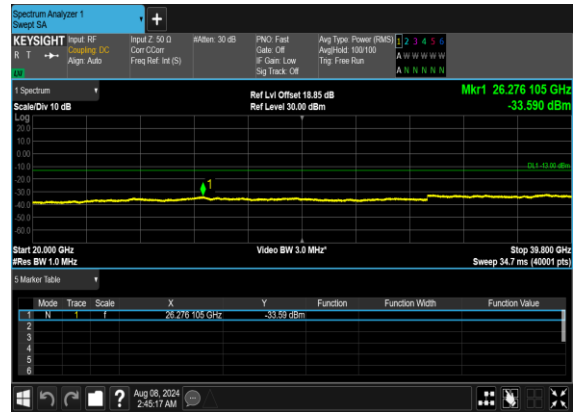 Spectrum Analyzer 1
Swept SA
+
KEYSIGHT Input: RF Input Z: 50 Ω #Atten: 30 dB PNO: Fast Avg Type: Power (RMS) 1 2 3 4 5 6
R T Coupling: DC Corr CCorr Gate: Off Avg|Hold: 100/100 A W W W W W
Align: Auto Freq Ref: Int (S) IF Gain: Low Trig: Free Run
Sig Track: Off A N N N N N
1 Spectrum Ref Lvl Offset 18.85 dB Mkr1 26.276 105 GHz
Scale/Div 10 dB Ref Level 30.00 dBm -33.590 dBm
Log
20.0
10.0
0.00
-10.0 DL1 -13.00 dBm
-20.0
-30.0 1
-40.0
-50.0
-60.0
Start 20.000 GHz Video BW 3.0 MHz* Stop 39.800 GHz
#Res BW 1.0 MHz Sweep 34.7 ms (40001 pts)
5 Marker Table
Mode Trace Scale X Y Function Function Width Function Value
1 N 1 f 26.276 105 GHz -33.59 dBm
2
3
4
5
6
? Aug 08, 2024
2:45:17 AM